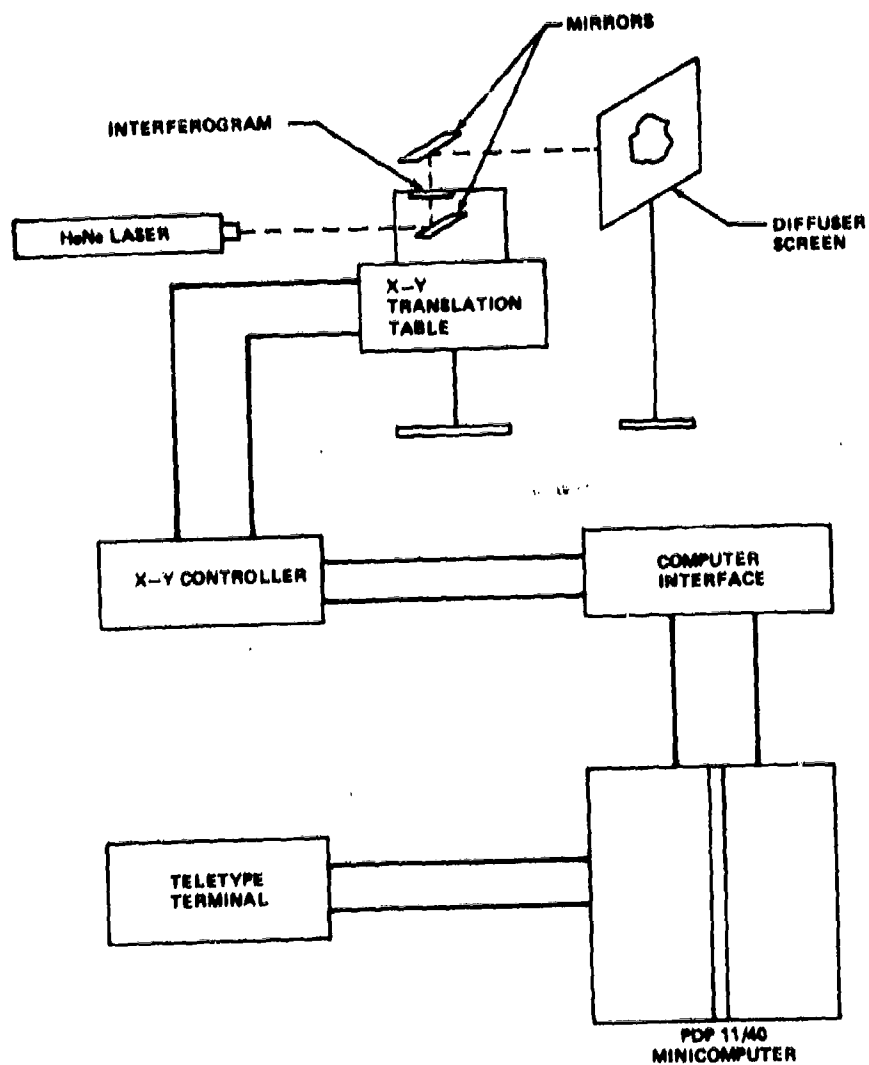 MIRRORS
INTERFEROGRAM
HeNe LASER
DIFFUSER
SCREEN
X-Y
TRANSLATION
TABLE
X-Y CONTROLLER
COMPUTER
INTERFACE
TELETYPE
TERMINAL
PDP 11/40
MINICOMPUTER